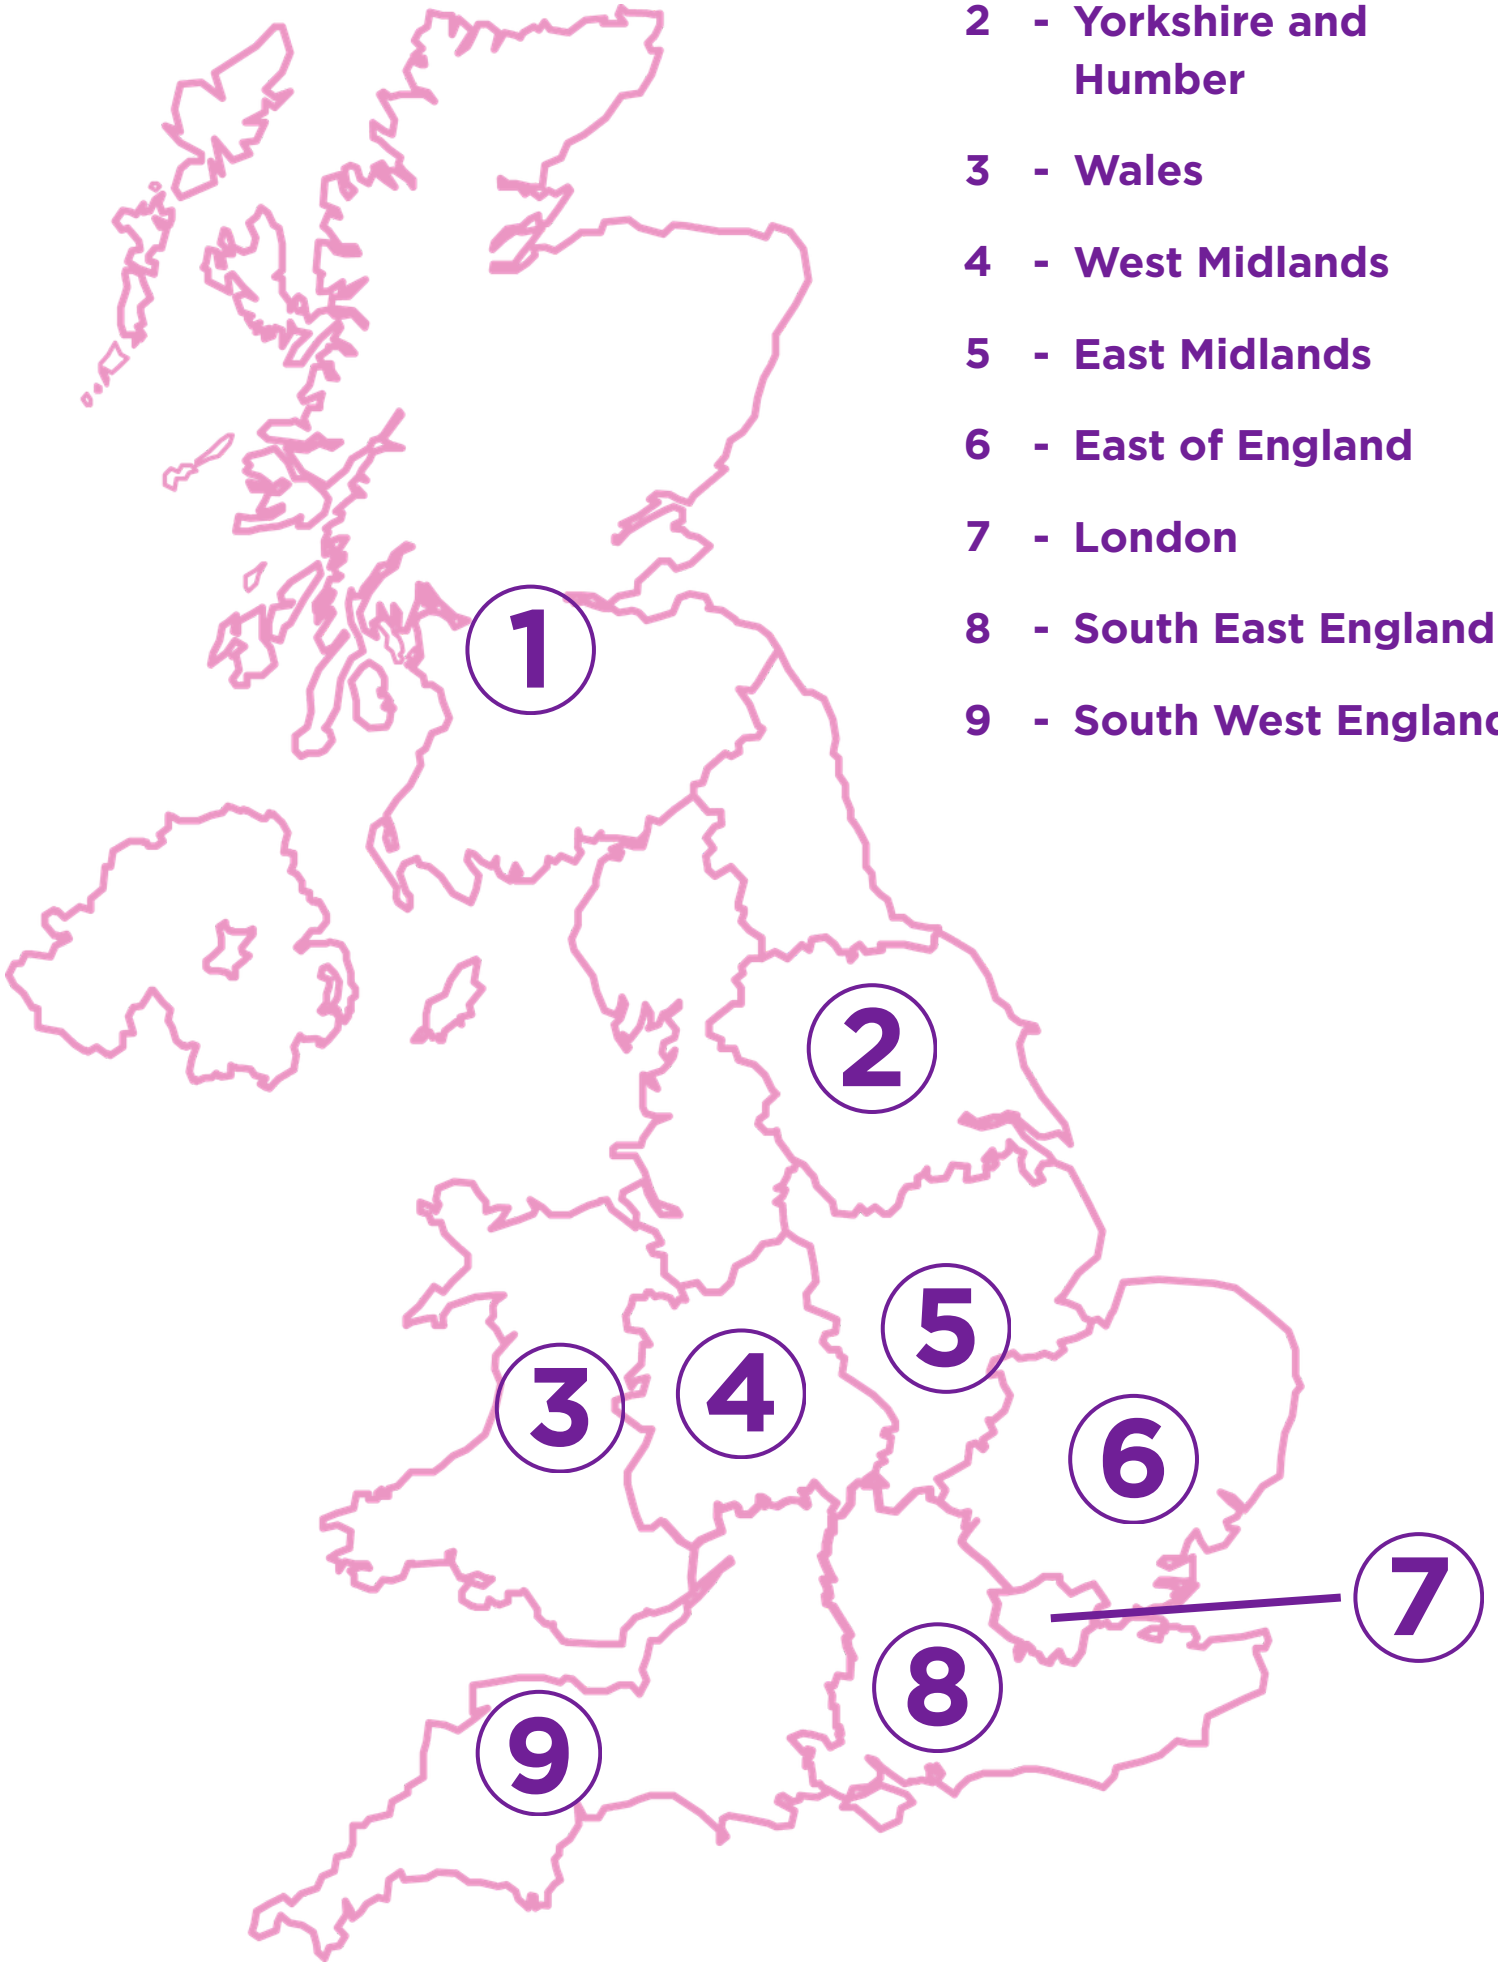 2 - Yorkshire and
Humber
3 - Wales
4 - West Midlands
5 - East Midlands
6 - East of England
7 - London
8 - South East England
9 - South West England
1
2
3
4
5
6
7
8
9